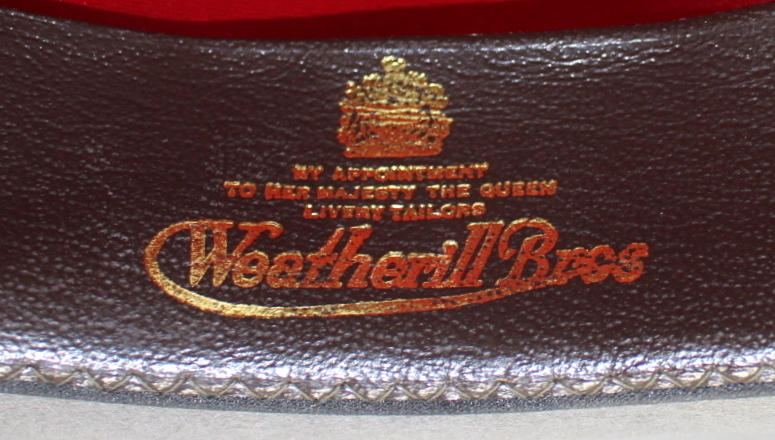 BY APPOINTMENT
TO HER MAJESTY THE QUEEN
LIVERY TAILORS
Weatherill Bros